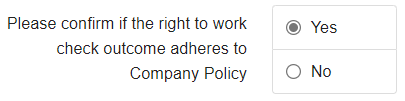 Please confirm if the right to work
check outcome adheres to
Company Policy
Yes
No